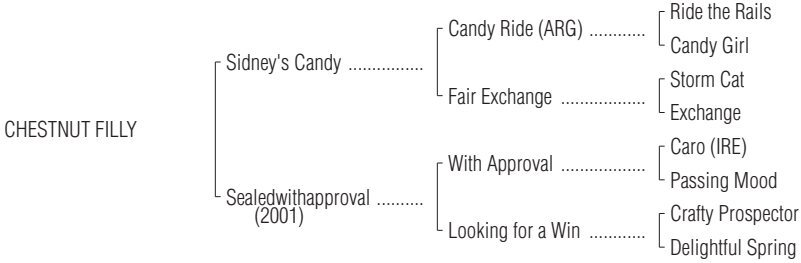 Ride the Rails
Candy Ride (ARG) ............
Candy Girl
Sidney's Candy ................
Storm Cat
Fair Exchange ..................
Exchange
CHESTNUT FILLY
Caro (IRE)
With Approval ..................
Passing Mood
Sealedwithapproval ..........
(2001)
Crafty Prospector
Looking for a Win ............
Delightful Spring